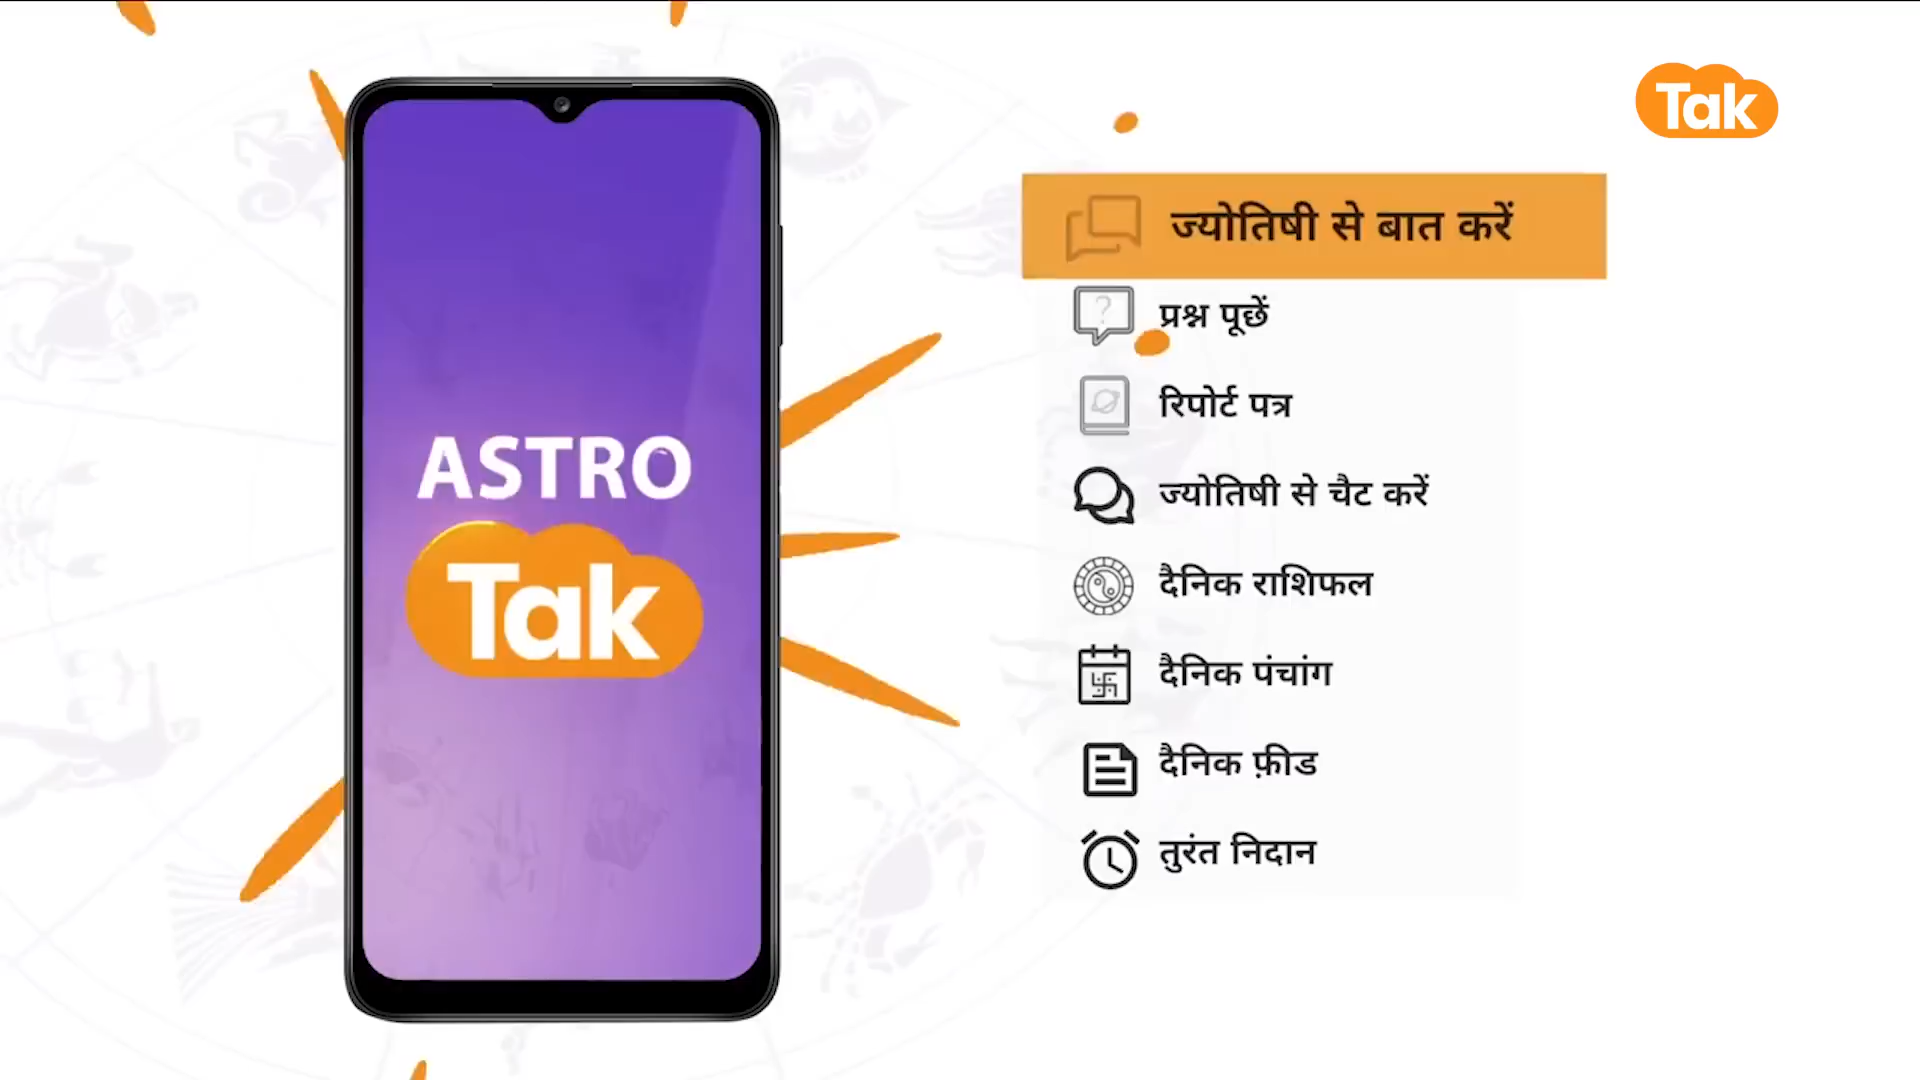 ASTRO
Tak
Tak
ज्योतिषी से बात करें
प्रश्न पूछें
रिपोर्ट पत्र
ज्योतिषी से चैट करें
दैनिक राशिफल
दैनिक पंचांग
दैनिक फ़ीड
तुरंत निदान